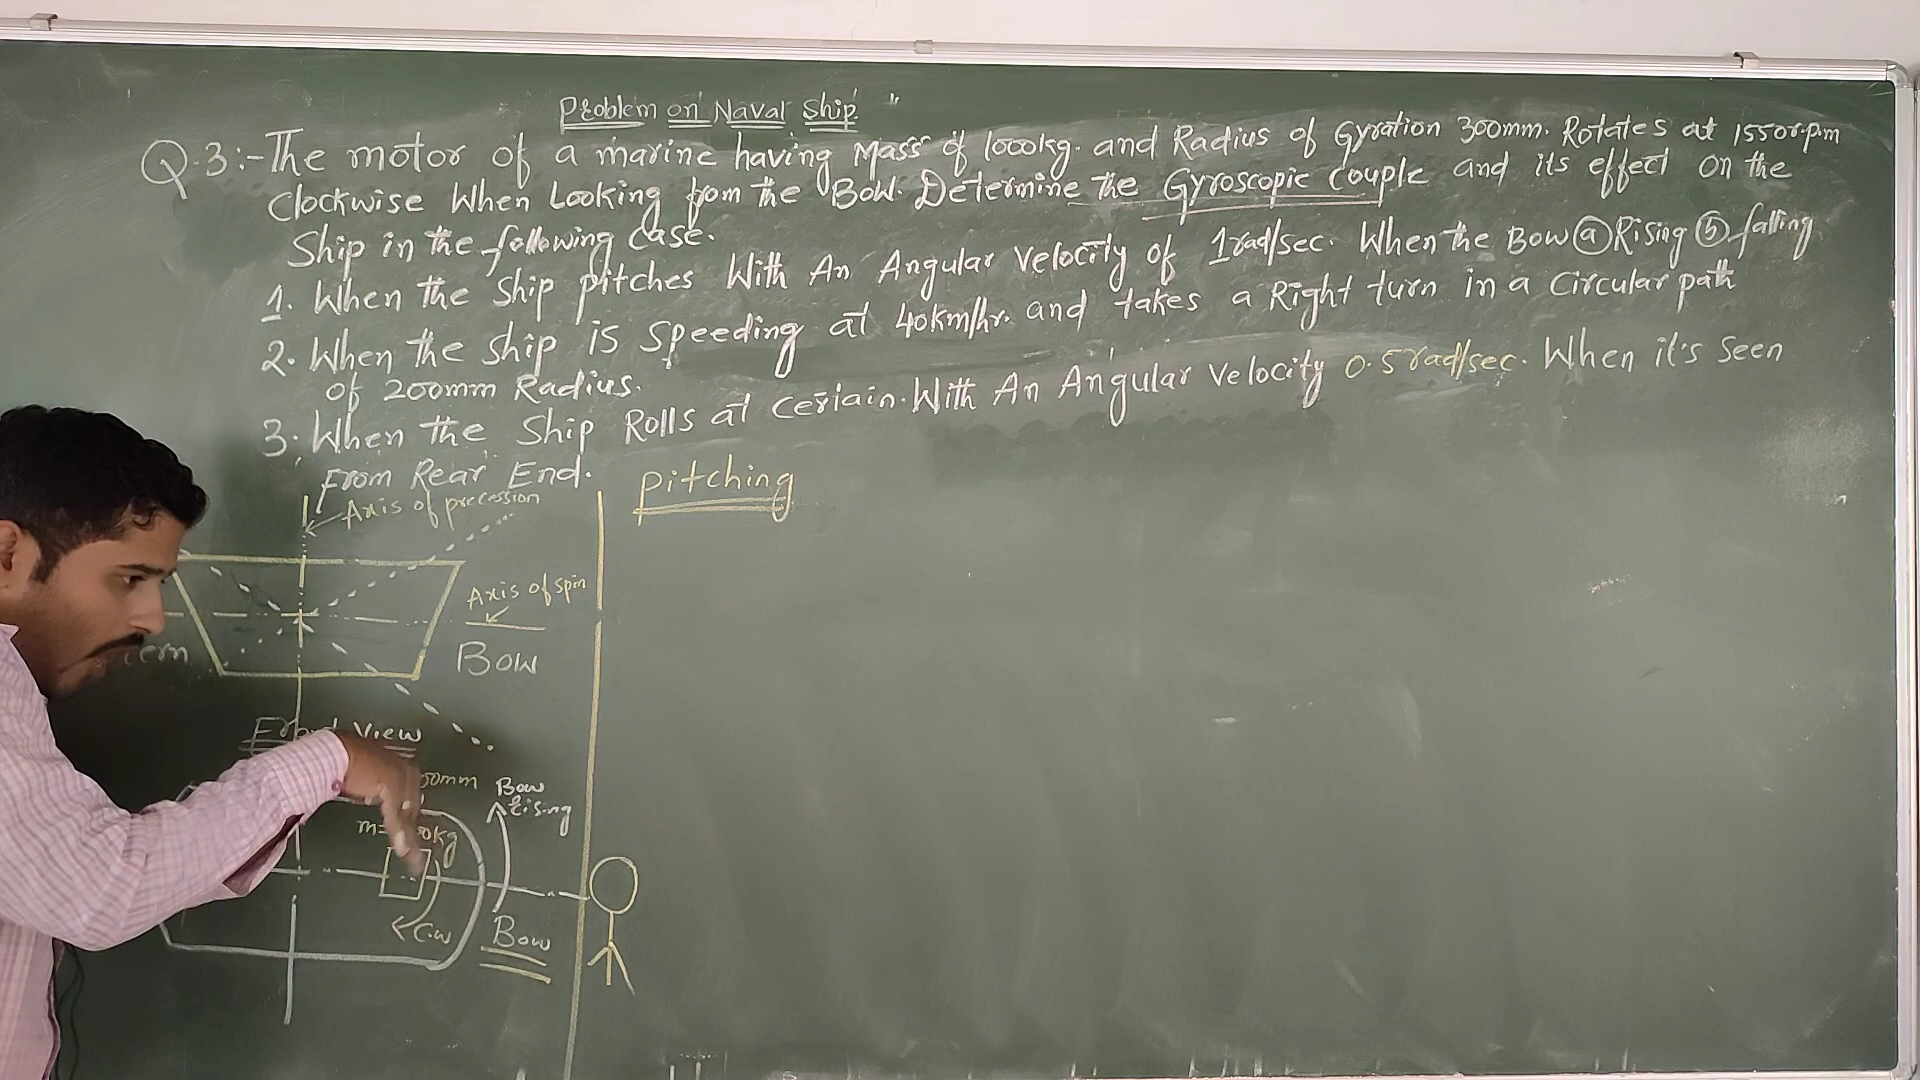 Problem on Naval Ship "
Q.3:- The motor of a marine having Mass of 1000kg. and Radius of Gyration 300mm. Rotates at 1550r.p.m
Clockwise When Looking from the Bow. Determine the Gyroscopic couple and its effect on the
Ship in the following case.
1. When the Ship pitches With An Angular Velocity of 1rad/sec. When the Bow ⓐ Rising ⓑ falling
2. When the Ship is Speeding at 40km/hr. and takes a Right turn in a Circular path
of 200mm Radius.
3. When the Ship Rolls at Certain. With An Angular Velocity 0.5rad/sec. When it's Seen
From Rear End.
Pitching
Axis of precession
Axis of spin
Bow
View
50mm
Bow
rising
C.W
Bow